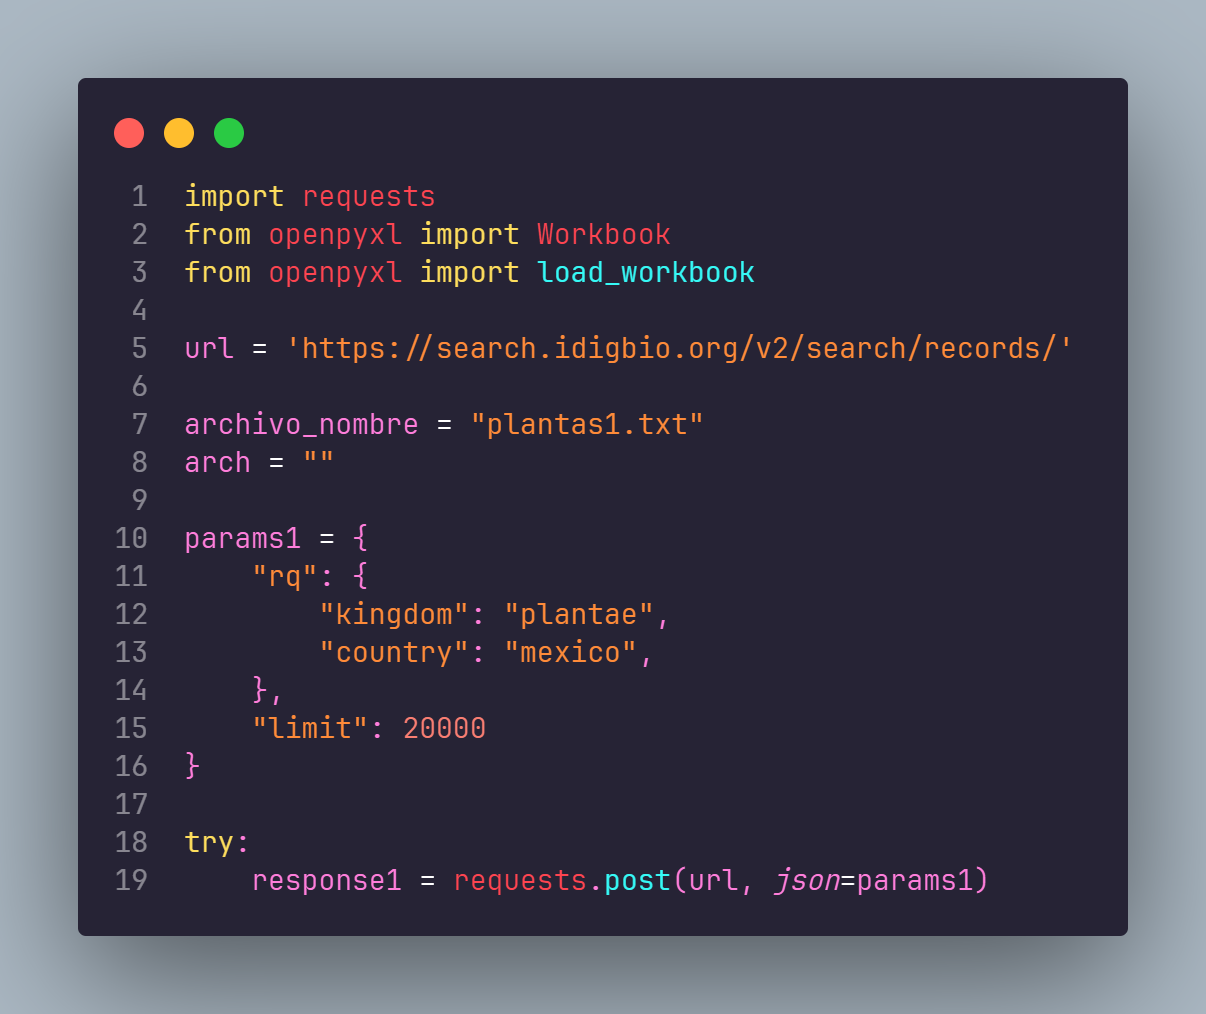 1 import requests
2 from openpyxl import Workbook
3 from openpyxl import load_workbook
4
5 url = 'https://search.idigbio.org/v2/search/records/'
6
7 archivo_nombre = "plantas1.txt"
8 arch = ""
9
10 params1 = {
11     "rq": {
12         "kingdom": "plantae",
13         "country": "mexico",
14     },
15     "limit": 20000
16 }
17
18 try:
19     response1 = requests.post(url, json=params1)